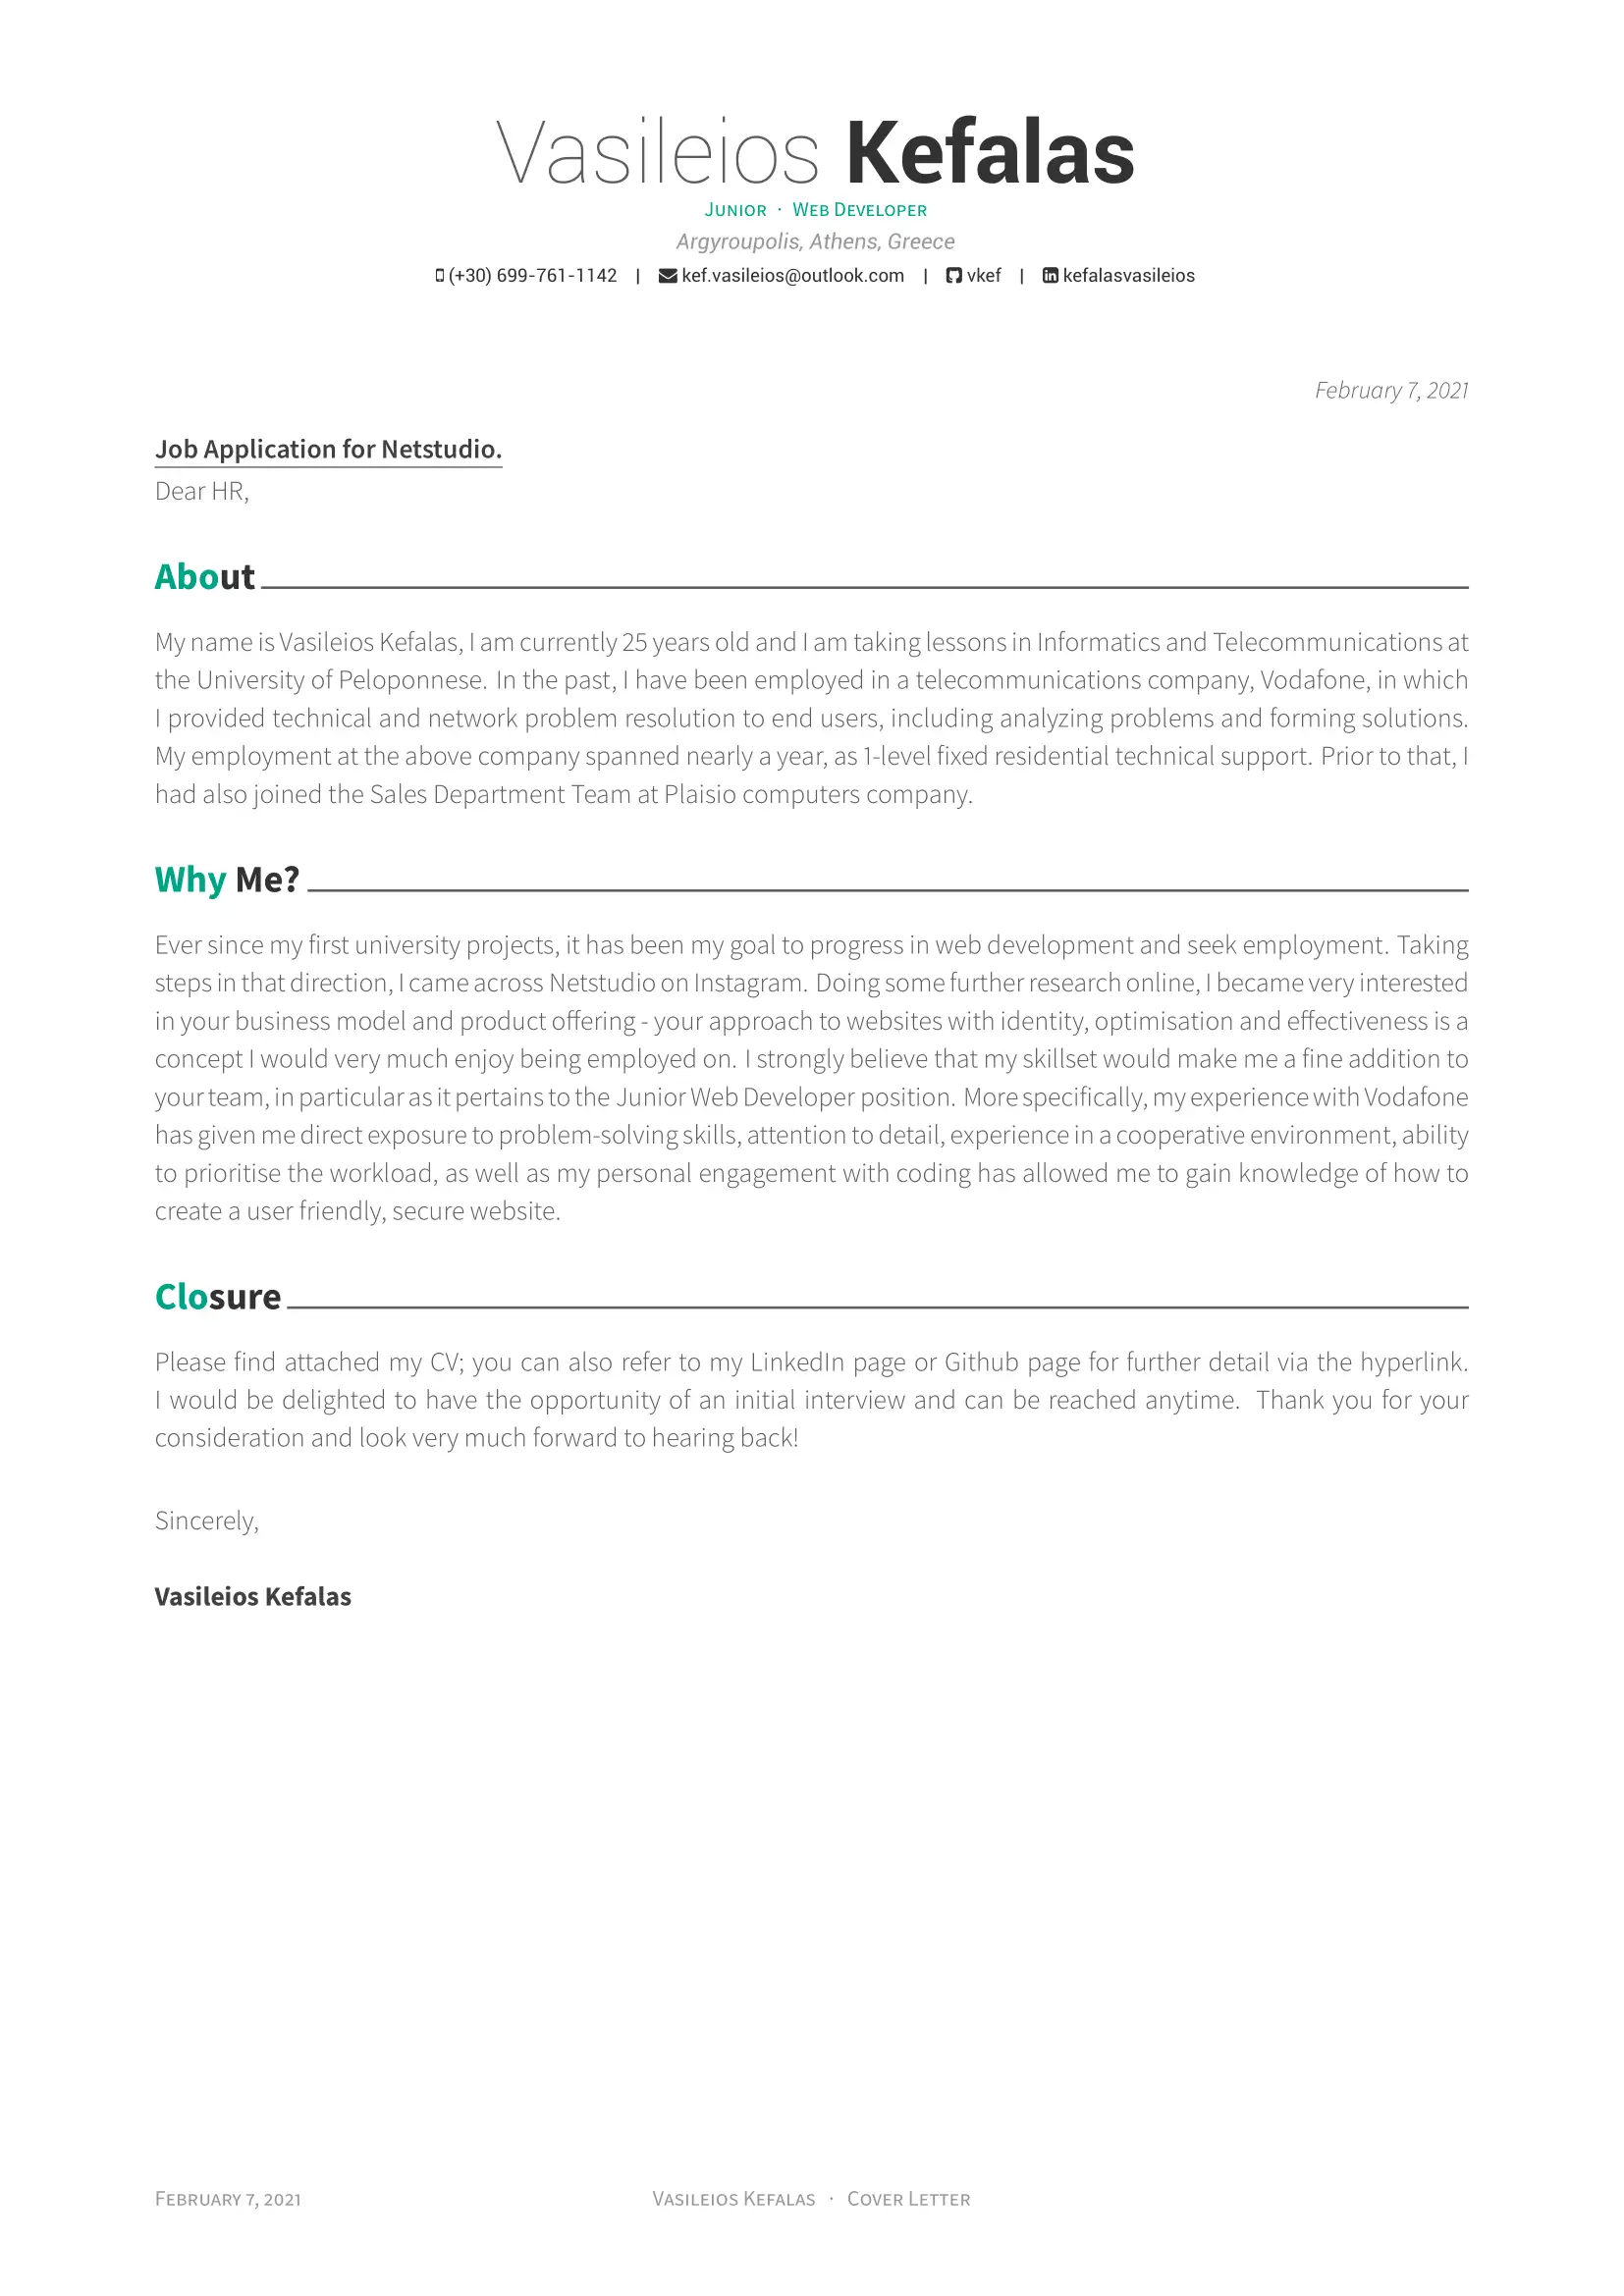 Vasileios Kefalas
Junior · Web Developer
Argyroupolis, Athens, Greece
(+30) 699-761-1142 | kef.vasileios@outlook.com | vkef | kefalasvasileios
February 7, 2021
Job Application for Netstudio.
Dear HR,
About
My name is Vasileios Kefalas, I am currently 25 years old and I am taking lessons in Informatics and Telecommunications at
the University of Peloponnese. In the past, I have been employed in a telecommunications company, Vodafone, in which
I provided technical and network problem resolution to end users, including analyzing problems and forming solutions.
My employment at the above company spanned nearly a year, as 1-level fixed residential technical support. Prior to that, I
had also joined the Sales Department Team at Plaisio computers company.
Why Me?
Ever since my first university projects, it has been my goal to progress in web development and seek employment. Taking
steps in that direction, I came across Netstudio on Instagram. Doing some further research online, I became very interested
in your business model and product offering - your approach to websites with identity, optimisation and effectiveness is a
concept I would very much enjoy being employed on. I strongly believe that my skillset would make me a fine addition to
your team, in particular as it pertains to the Junior Web Developer position. More specifically, my experience with Vodafone
has given me direct exposure to problem-solving skills, attention to detail, experience in a cooperative environment, ability
to prioritise the workload, as well as my personal engagement with coding has allowed me to gain knowledge of how to
create a user friendly, secure website.
Closure
Please find attached my CV; you can also refer to my LinkedIn page or Github page for further detail via the hyperlink.
I would be delighted to have the opportunity of an initial interview and can be reached anytime. Thank you for your
consideration and look very much forward to hearing back!
Sincerely,
Vasileios Kefalas
February 7, 2021
Vasileios Kefalas · Cover Letter